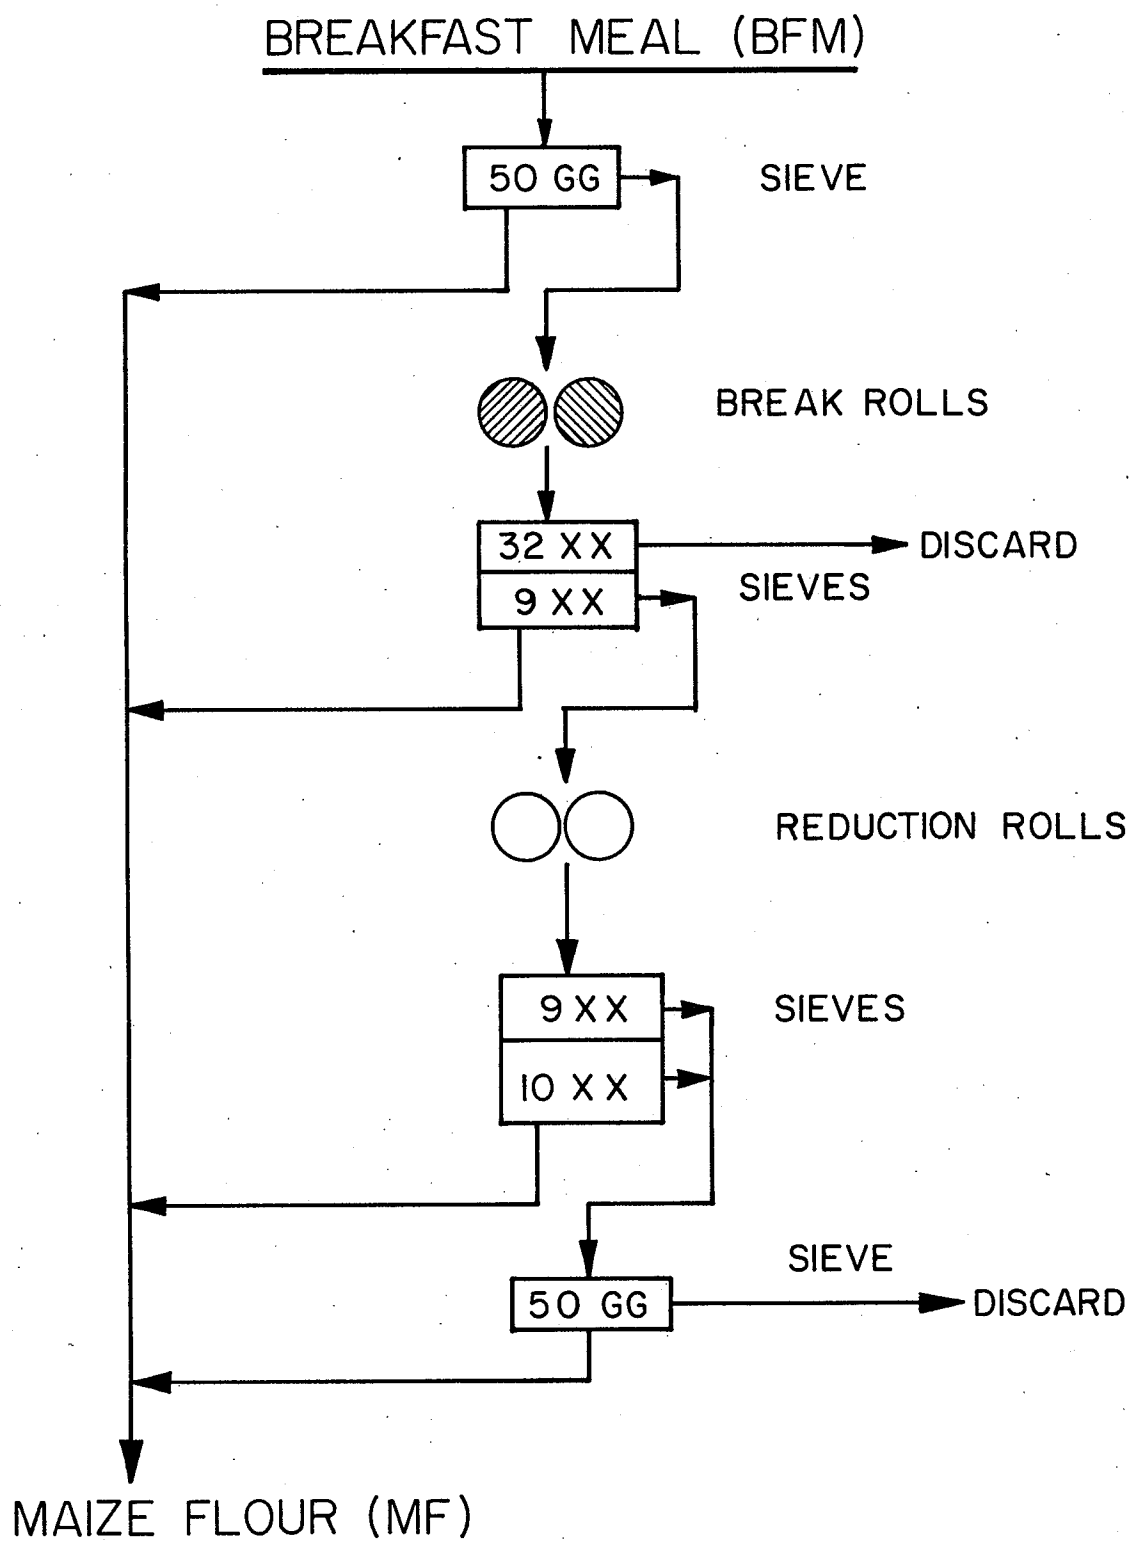 BREAKFAST MEAL (BFM)
50 GG
SIEVE
BREAK ROLLS
32 XX
DISCARD
SIEVES
9 XX
REDUCTION ROLLS
9 XX
SIEVES
10 XX
SIEVE
50 GG
DISCARD
MAIZE FLOUR (MF)